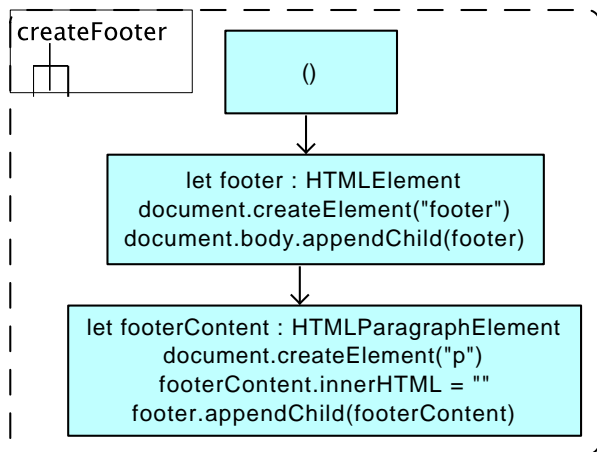 createFooter
()
let footer : HTMLElement
document.createElement("footer")
document.body.appendChild(footer)
let footerContent : HTMLParagraphElement
document.createElement("p")
footerContent.innerHTML = ""
footer.appendChild(footerContent)